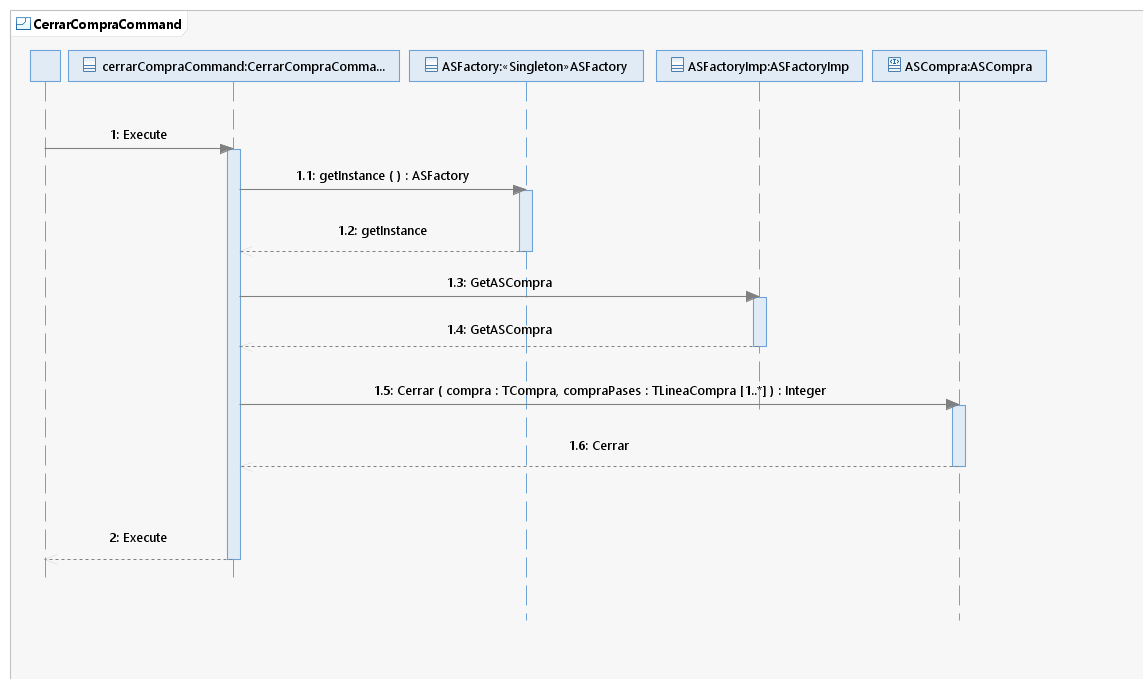 CerrarCompraCommand
cerrarCompraCommand:CerrarCompraComma...
ASFactory:«Singleton»ASFactory
ASFactoryImp:ASFactoryImp
ASCompra:ASCompra
1: Execute
1.1: getInstance ( ) : ASFactory
1.2: getInstance
1.3: GetASCompra
1.4: GetASCompra
1.5: Cerrar ( compra : TCompra, compraPases : TLineaCompra [1..*] ) : Integer
1.6: Cerrar
2: Execute